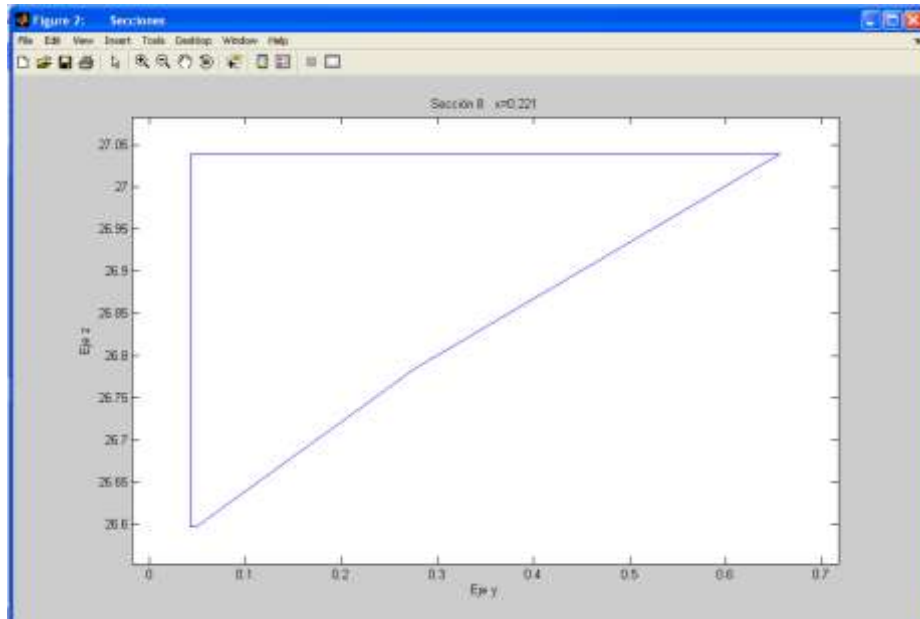 Figure 2: Secciones
File Edit View Insert Tools Desktop Window Help
Sección 8 x=0.221
27.05
27
26.95
26.9
26.85
26.8
26.75
26.7
26.65
26.6
Eje z
0 0.1 0.2 0.3 0.4 0.5 0.6 0.7
Eje y